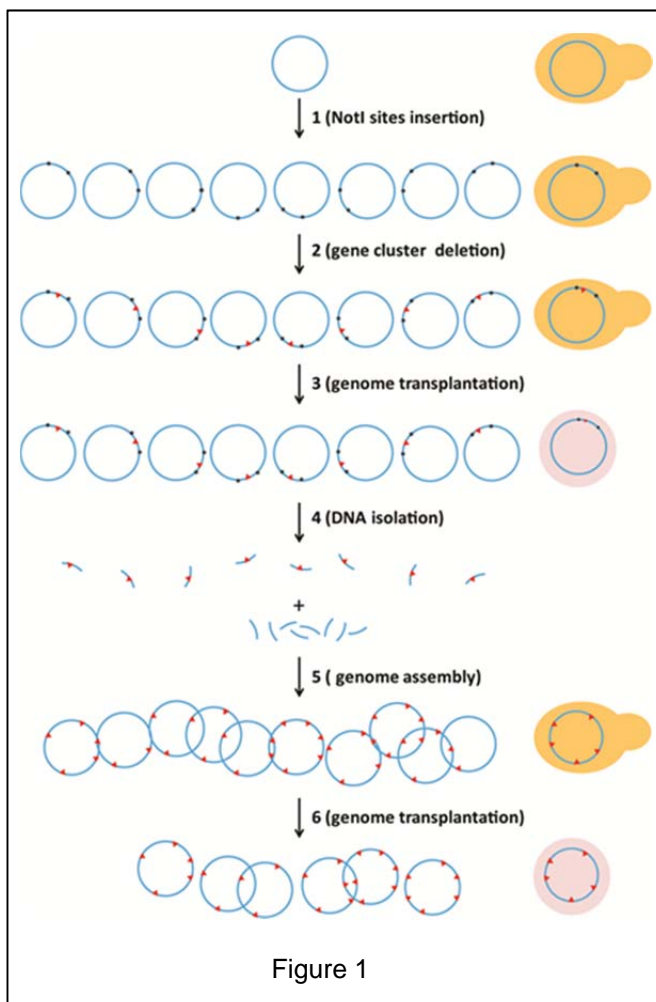 1 (NotI sites insertion)
2 (gene cluster deletion)
3 (genome transplantation)
4 (DNA isolation)
+
5 ( genome assembly)
6 (genome transplantation)
Figure 1